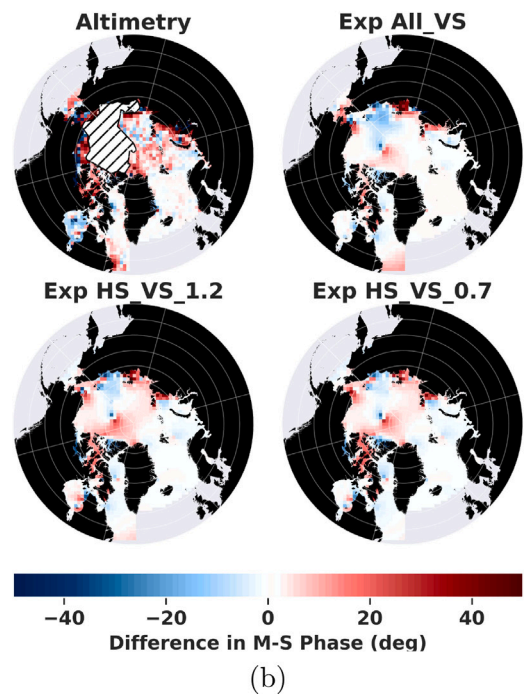 Altimetry Exp All_VS
Exp HS_VS_1.2 Exp HS_VS_0.7
−40 −20 0 20 40
Difference in M-S Phase (deg)
(b)